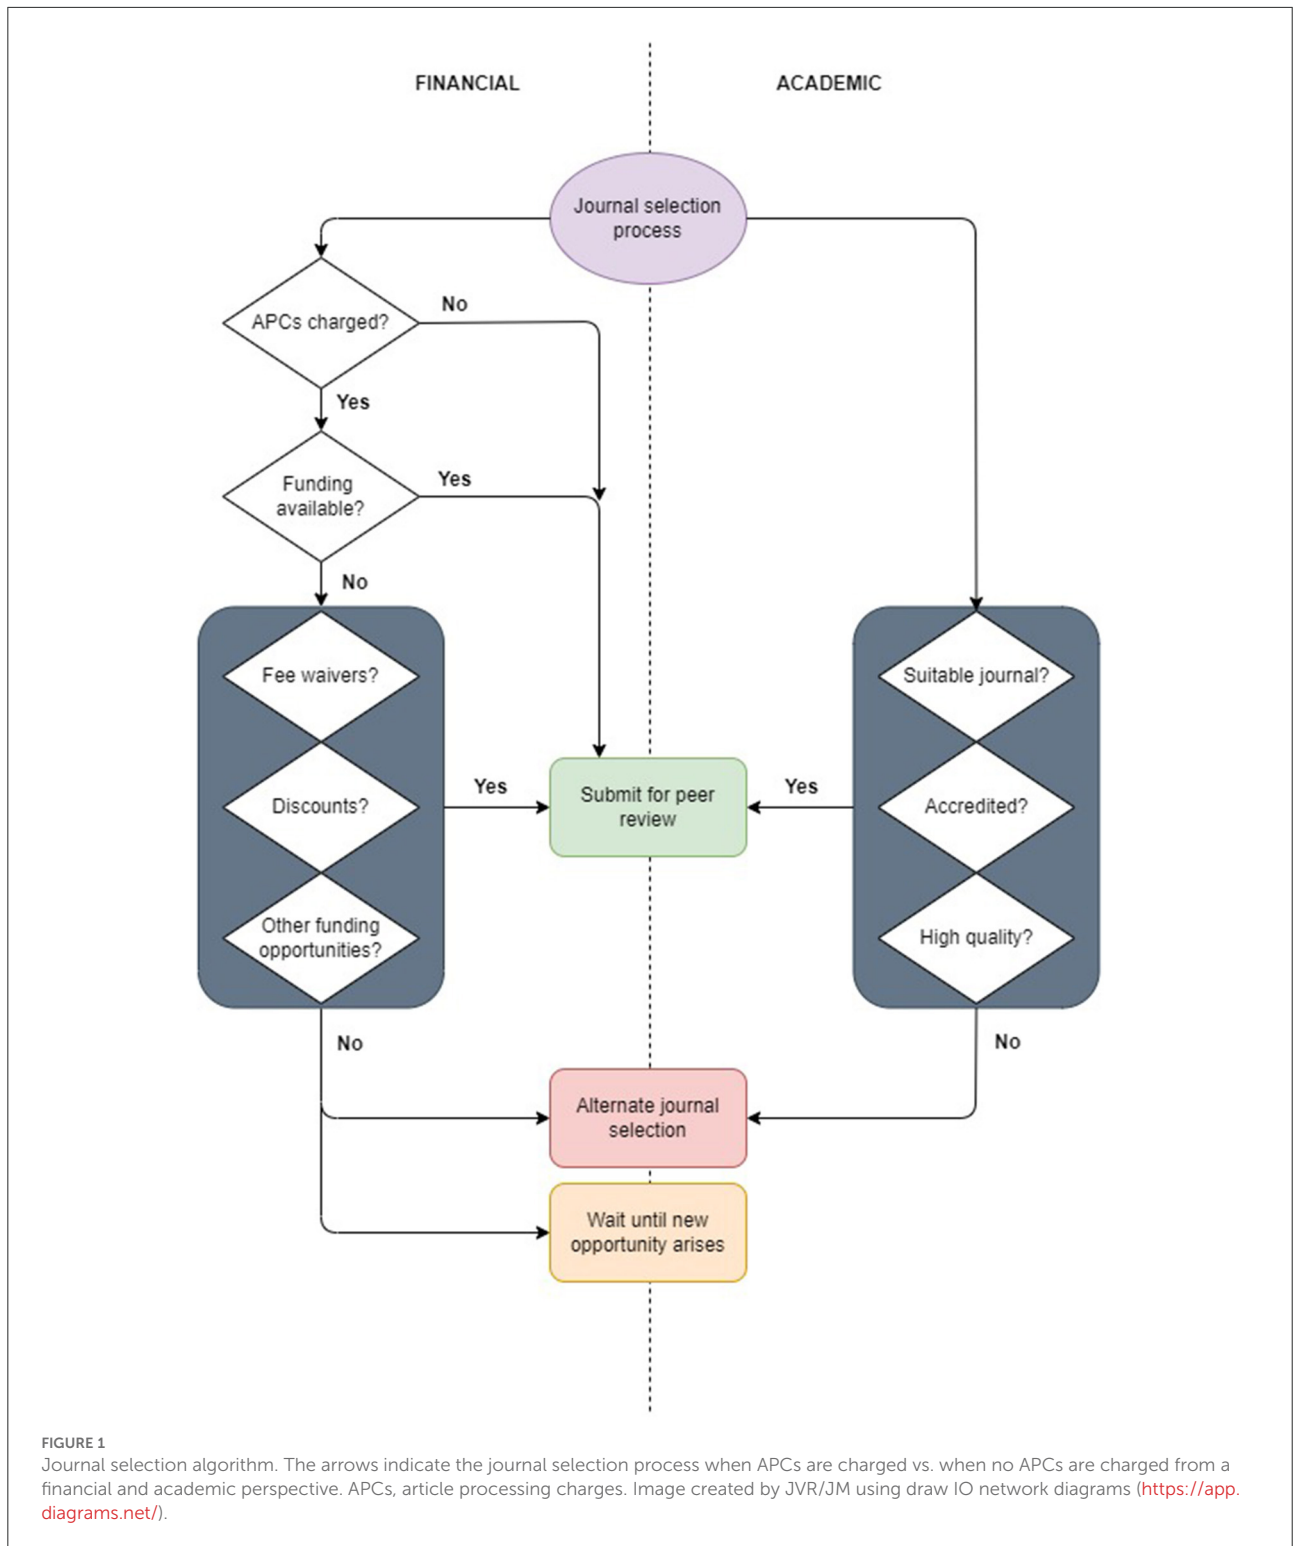 FINANCIAL
ACADEMIC
Journal selection
process
APCs charged?
No
Yes
Funding
available?
Yes
No
Fee waivers?
Discounts?
Other funding
opportunities?
Yes
Submit for peer
review
Yes
Suitable journal?
Accredited?
High quality?
No
No
Alternate journal
selection
Wait until new
opportunity arises
FIGURE 1
Journal selection algorithm. The arrows indicate the journal selection process when APCs are charged vs. when no APCs are charged from a
financial and academic perspective. APCs, article processing charges. Image created by JVR/JM using draw IO network diagrams (https://app.
diagrams.net/).